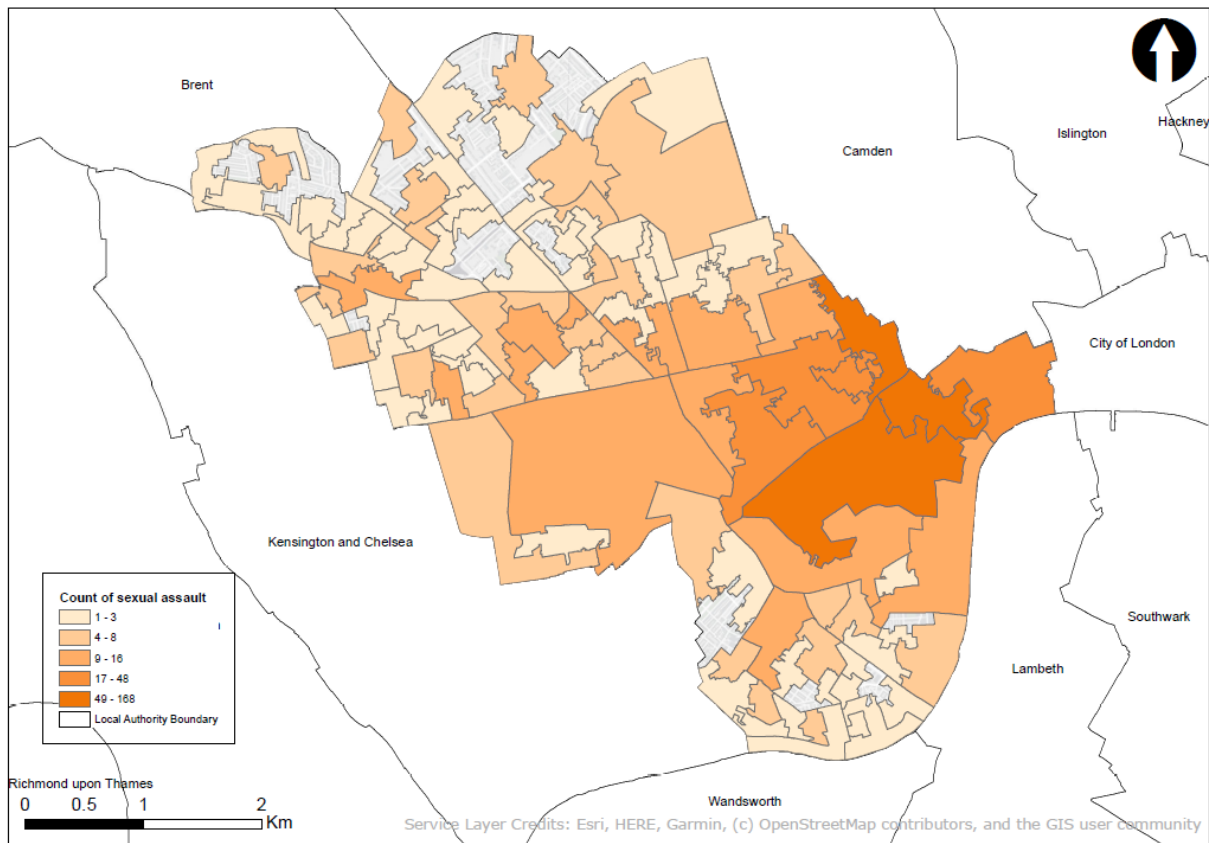 Brent
Camden
Islington
Hackney
City of London
Kensington and Chelsea
Southwark
Lambeth
Wandsworth
Richmond upon Thames
Count of sexual assault
1 - 3
4 - 8
9 - 16
17 - 48
49 - 168
Local Authority Boundary
0 0.5 1 2
Km
Service Layer Credits: Esri, HERE, Garmin, (c) OpenStreetMap contributors, and the GIS user community